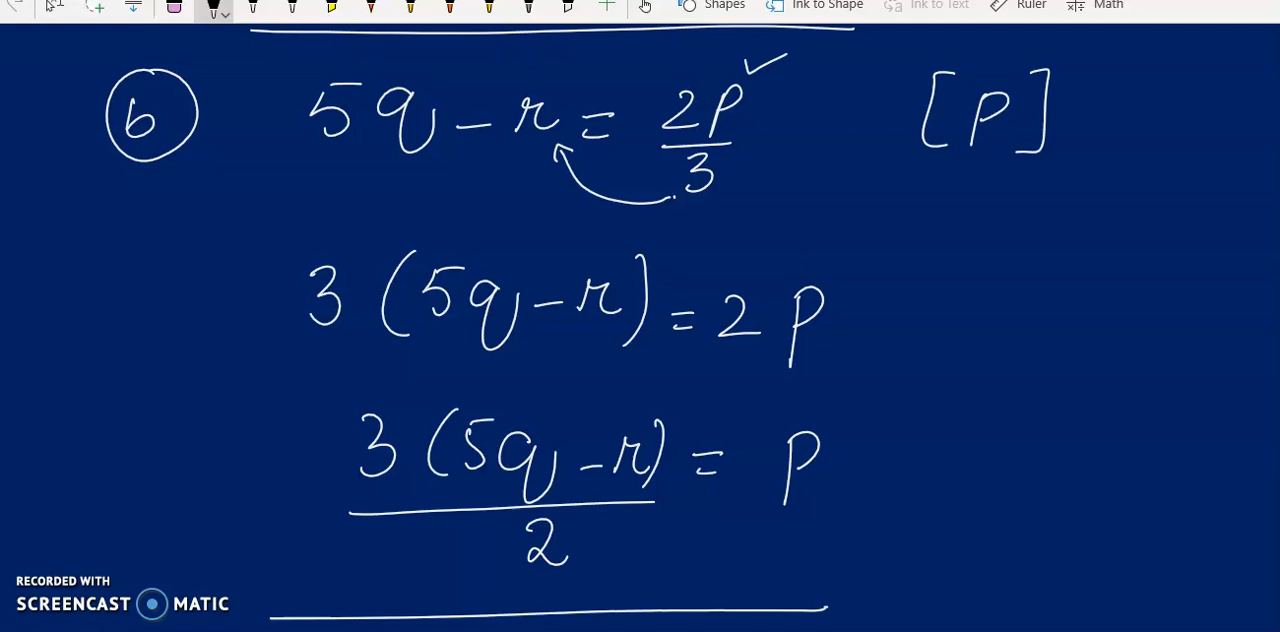 Shapes Ink to Shape Ink to Text Ruler Math
6 5q - r = 2p/3 [p]
3 (5q - r) = 2p
3 (5q - r)/2 = p
RECORDED WITH
SCREENCAST MATIC